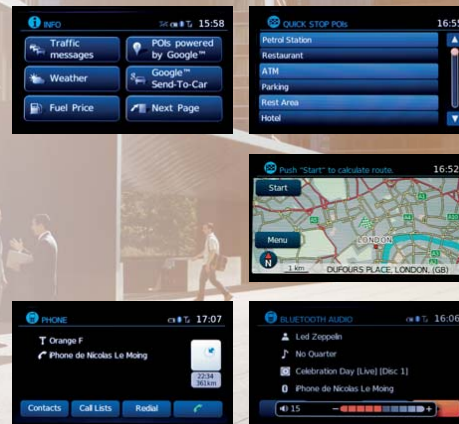 INFO
15:58
Traffic
messages
POIs powered
by Google™
Weather
Google™
Send-To-Car
Fuel Price
Next Page
QUICK STOP POIs
16:55
Petrol Station
Restaurant
ATM
Parking
Rest Area
Hotel
Push "Start" to calculate route.
16:52
Start
Menu
N
1 km
LONDON
DUFOURS PLACE, LONDON, (GB)
PHONE
17:07
Orange F
iPhone de Nicolas Le Moing
22:34
361km
Contacts
Call Lists
Redial
BLUETOOTH AUDIO
16:06
Led Zeppelin
No Quarter
Celebration Day [Live] [Disc 1]
iPhone de Nicolas Le Moing
15